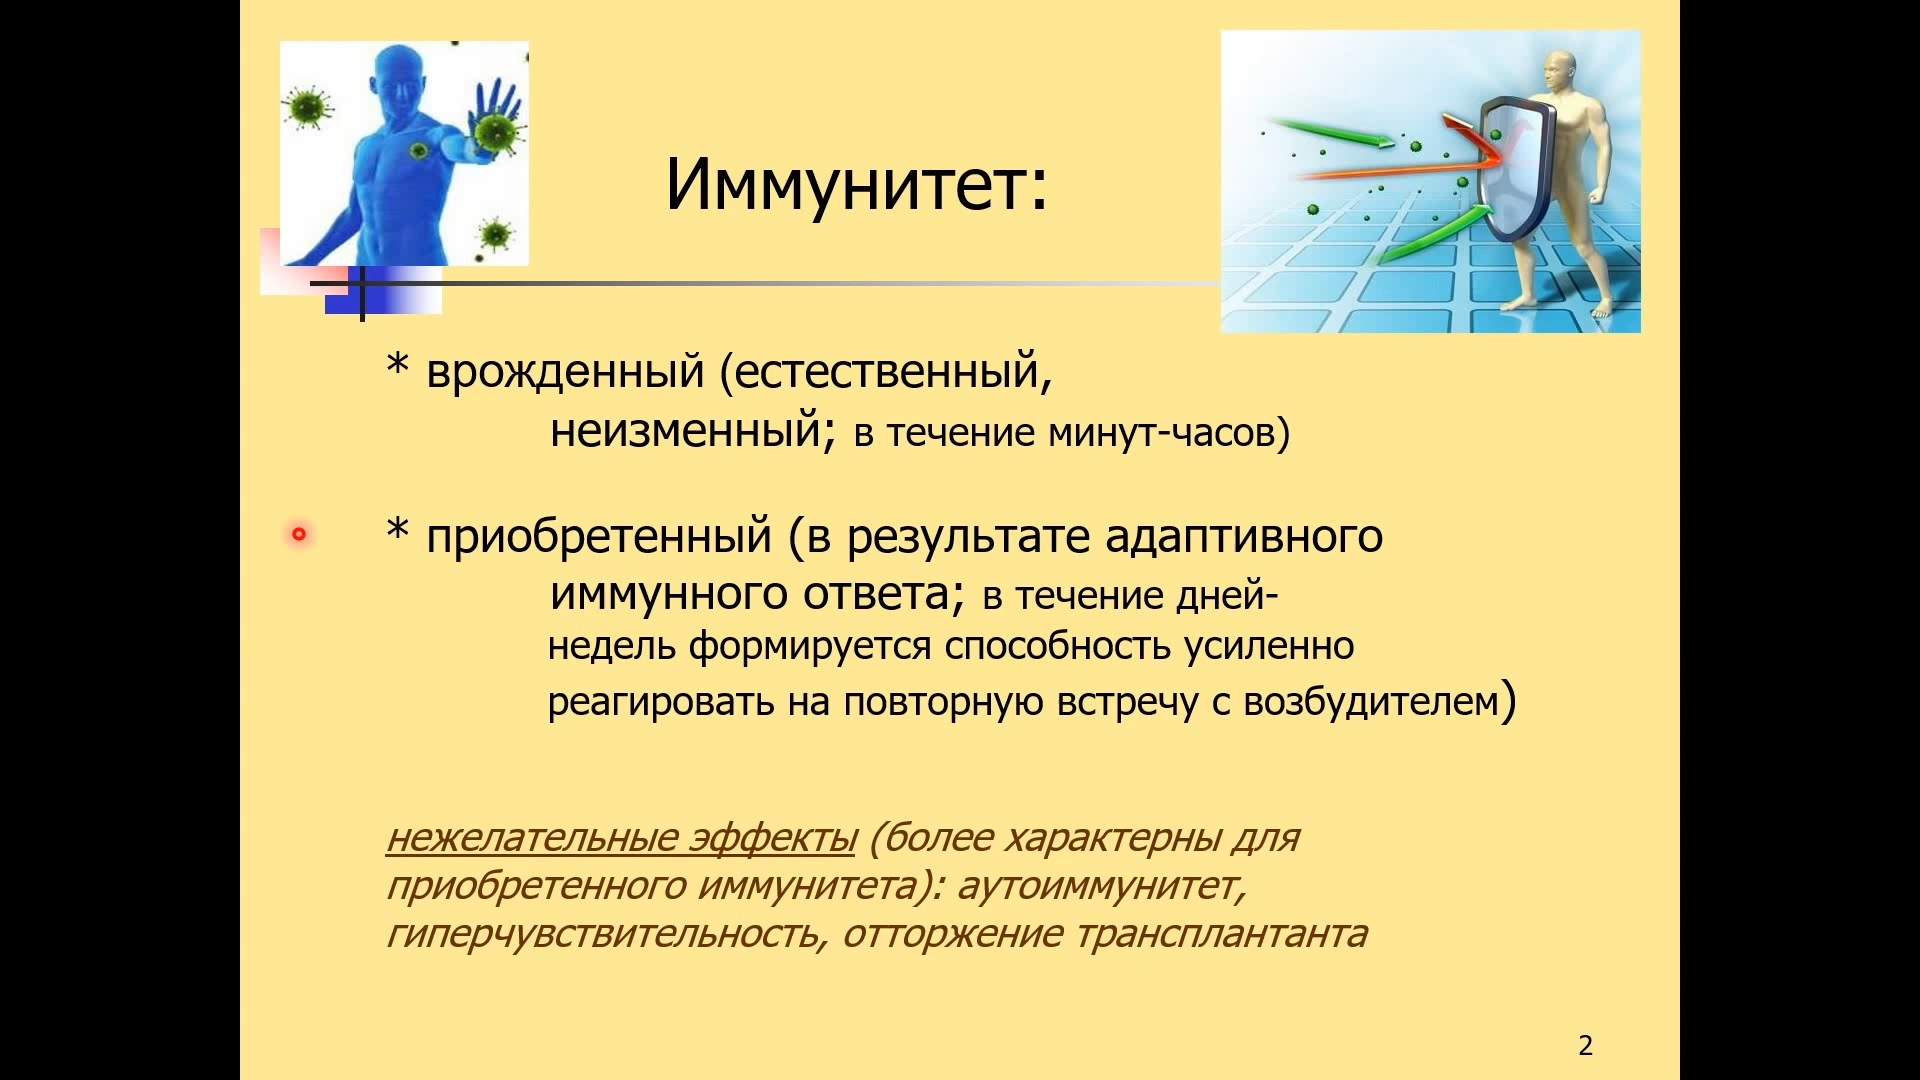 Иммунитет:
* врожденный (естественный,
неизменный; в течение минут-часов)
* приобретенный (в результате адаптивного
иммунного ответа; в течение дней-
недель формируется способность усиленно
реагировать на повторную встречу с возбудителем)
нежелательные эффекты (более характерны для
приобретенного иммунитета): аутоиммунитет,
гиперчувствительность, отторжение трансплантанта
2